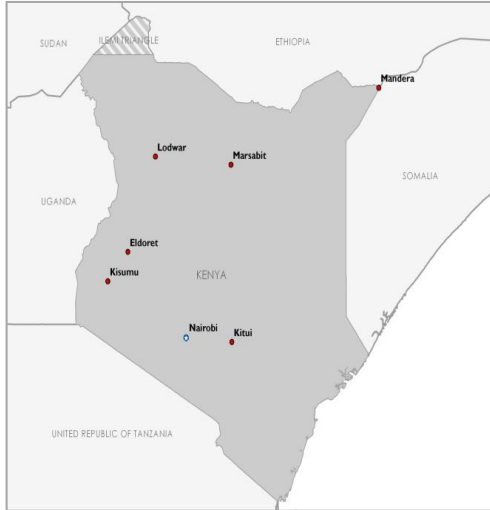 SUDAN
ILEMI TRIANGLE
ETHIOPIA
Mandera
Lodwar
Marsabit
SOMALIA
UGANDA
Eldoret
Kisumu
KENYA
Nairobi
Kitui
UNITED REPUBLIC OF TANZANIA